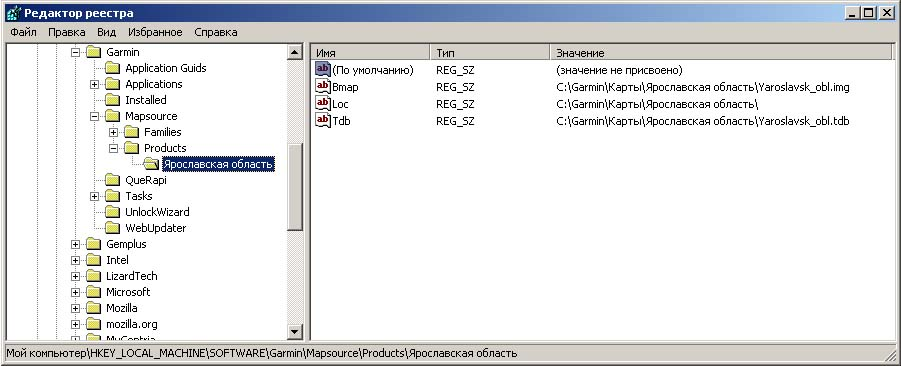 Редактор реестра
Файл Правка Вид Избранное Справка
Garmin
Application Guids
Applications
Installed
Mapsource
Families
Products
Ярославская область
QueRapi
Tasks
UnlockWizard
WebUpdater
Gemplus
Intel
LizardTech
Microsoft
Mozilla
mozilla.org
Имя Тип Значение
(По умолчанию) REG_SZ (значение не присвоено)
Bmap REG_SZ C:\Garmin\Карты\Ярославская область\Yaroslavsk_obl.img
Loc REG_SZ C:\Garmin\Карты\Ярославская область\
Tdb REG_SZ C:\Garmin\Карты\Ярославская область\Yaroslavsk_obl.tdb
Мой компьютер\HKEY_LOCAL_MACHINE\SOFTWARE\Garmin\Mapsource\Products\Ярославская область